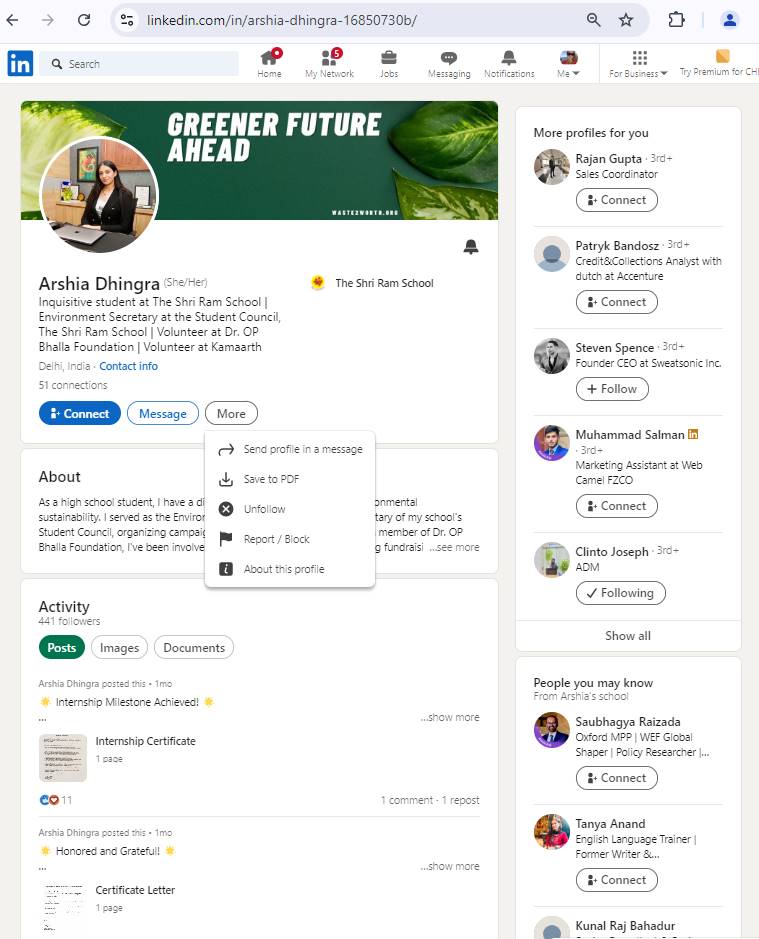 linkedin.com/in/arshia-dhingra-16850730b/
in
Search
Home
5
My Network
Jobs
Messaging
Notifications
Me
For Business
Try Premium for CH
GREENER FUTURE
AHEAD
WASTE2WORTH.ORG
Arshia Dhingra (She/Her)
Inquisitive student at The Shri Ram School |
Environment Secretary at the Student Council,
The Shri Ram School | Volunteer at Dr. OP
Bhalla Foundation | Volunteer at Kamaarth
The Shri Ram School
Delhi, India · Contact info
51 connections
Connect
Message
More
Send profile in a message
Save to PDF
Unfollow
Report / Block
About this profile
About
As a high school student, I have a di nmental
sustainability. I served as the Enviror tary of my school's
Student Council, organizing campaig member of Dr. OP
Bhalla Foundation, I've been involve ng fundraisi ...see more
Activity
441 followers
Posts
Images
Documents
Arshia Dhingra posted this • 1mo
Internship Milestone Achieved!
...
...show more
Internship Certificate
1 page
11
1 comment · 1 repost
Arshia Dhingra posted this • 1mo
Honored and Grateful!
...
...show more
Certificate Letter
1 page
More profiles for you
Rajan Gupta · 3rd+
Sales Coordinator
Connect
Patryk Bandosz · 3rd+
Credit&Collections Analyst with
dutch at Accenture
Connect
Steven Spence · 3rd+
Founder CEO at Sweatsonic Inc.
Follow
Muhammad Salman in
· 3rd+
Marketing Assistant at Web
Camel FZCO
Connect
Clinto Joseph · 3rd+
ADM
Following
Show all
People you may know
From Arshia's school
Saubhagya Raizada
Oxford MPP | WEF Global
Shaper | Policy Researcher |...
Connect
Tanya Anand
English Language Trainer |
Former Writer &...
Connect
Kunal Raj Bahadur